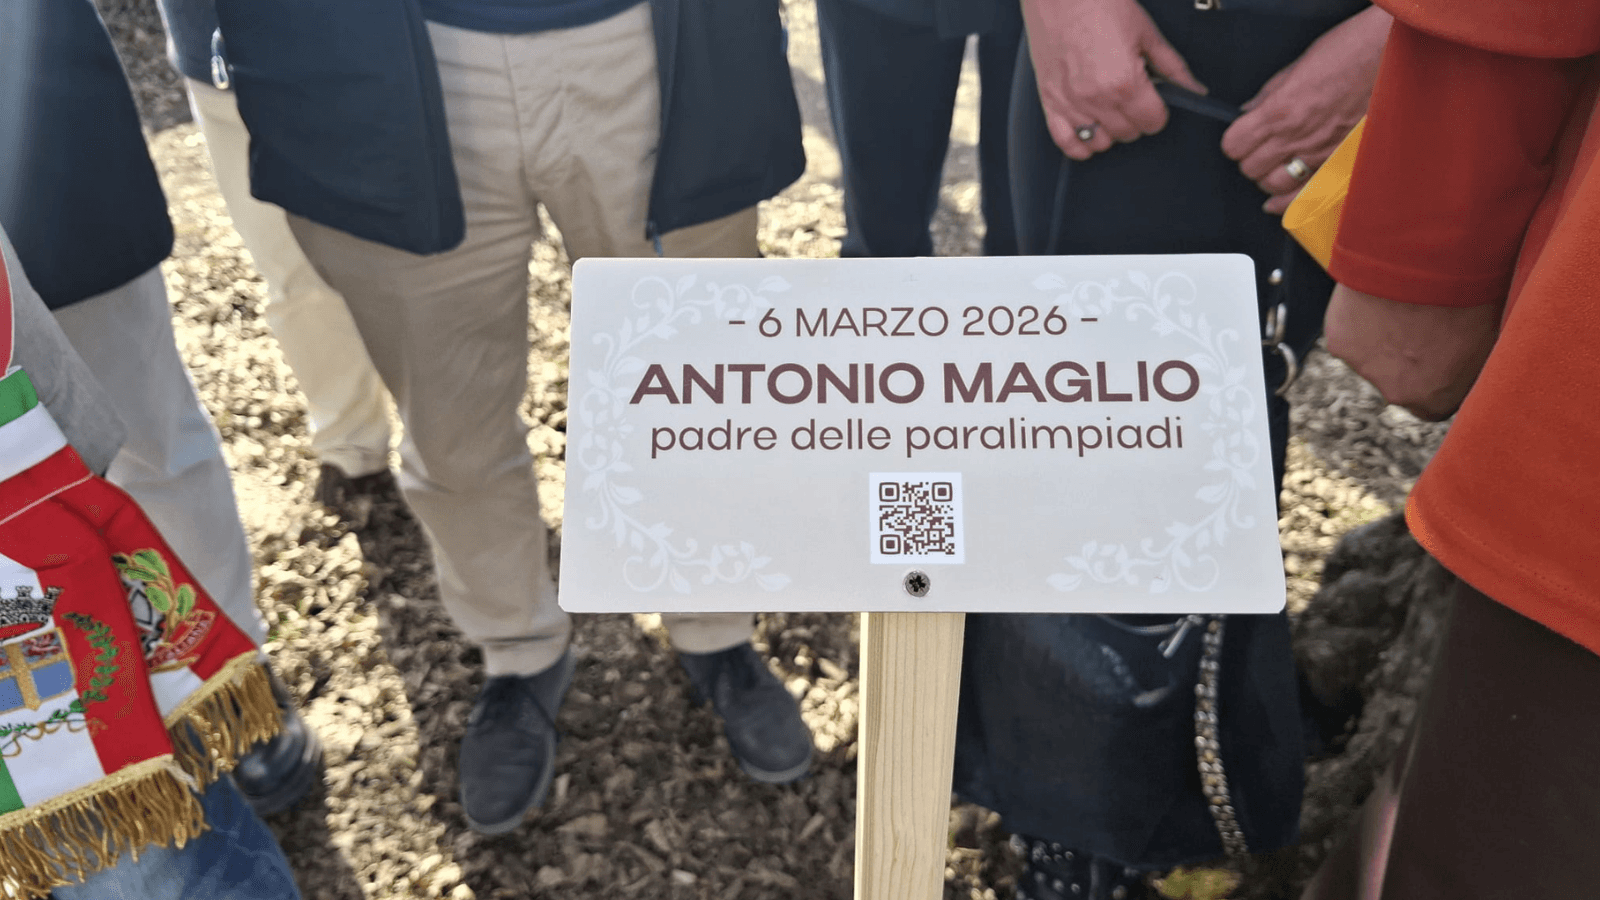 - 6 MARZO 2026 -
ANTONIO MAGLIO
padre delle paralimpiadi